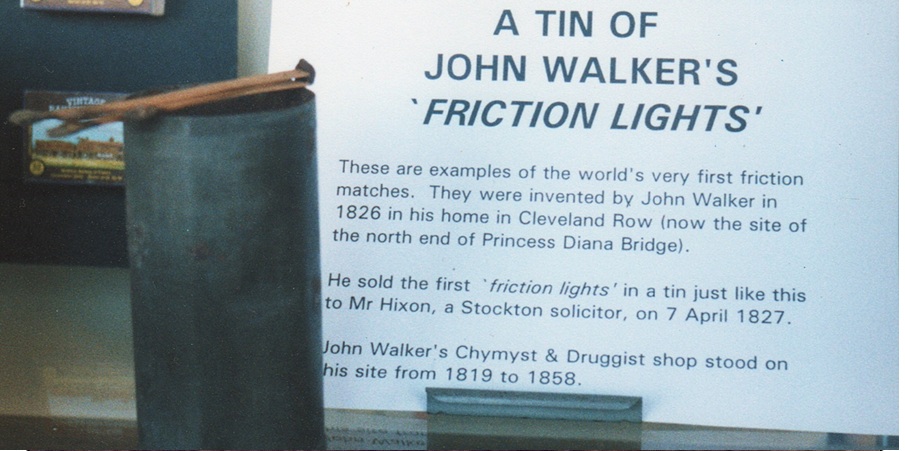 A TIN OF
JOHN WALKER'S
`FRICTION LIGHTS'
These are examples of the world's very first friction
matches. They were invented by John Walker in
1826 in his home in Cleveland Row (now the site of
the north end of Princess Diana Bridge).
He sold the first `friction lights' in a tin just like this
to Mr Hixon, a Stockton solicitor, on 7 April 1827.
John Walker's Chymyst & Druggist shop stood on
his site from 1819 to 1858.
VINTAGE